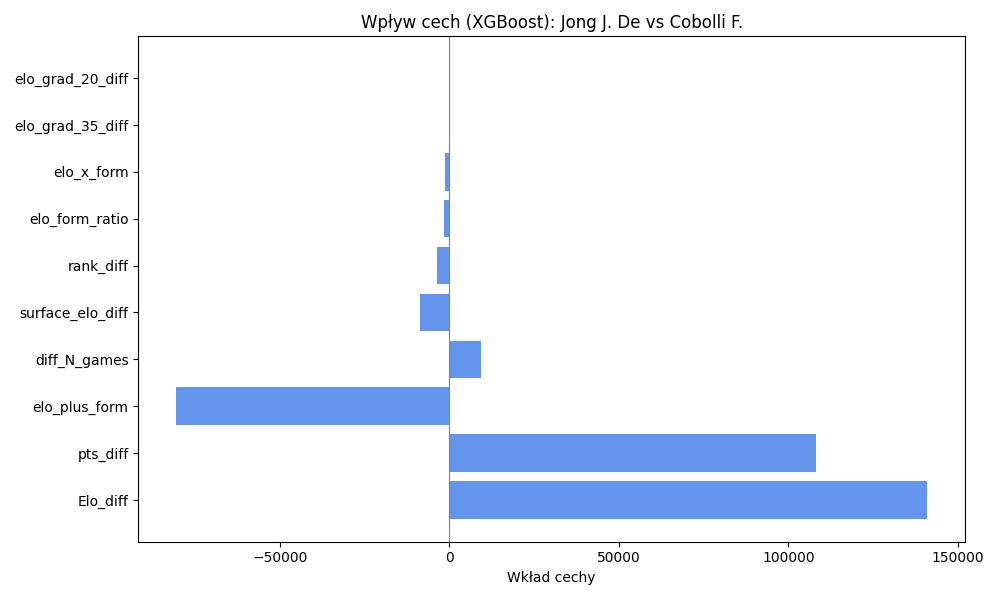 Wpływ cech (XGBoost): Jong J. De vs Cobolli F.
elo_grad_20_diff
elo_grad_35_diff
elo_x_form
elo_form_ratio
rank_diff
surface_elo_diff
diff_N_games
elo_plus_form
pts_diff
Elo_diff
−50000 0 50000 100000 150000
Wkład cechy